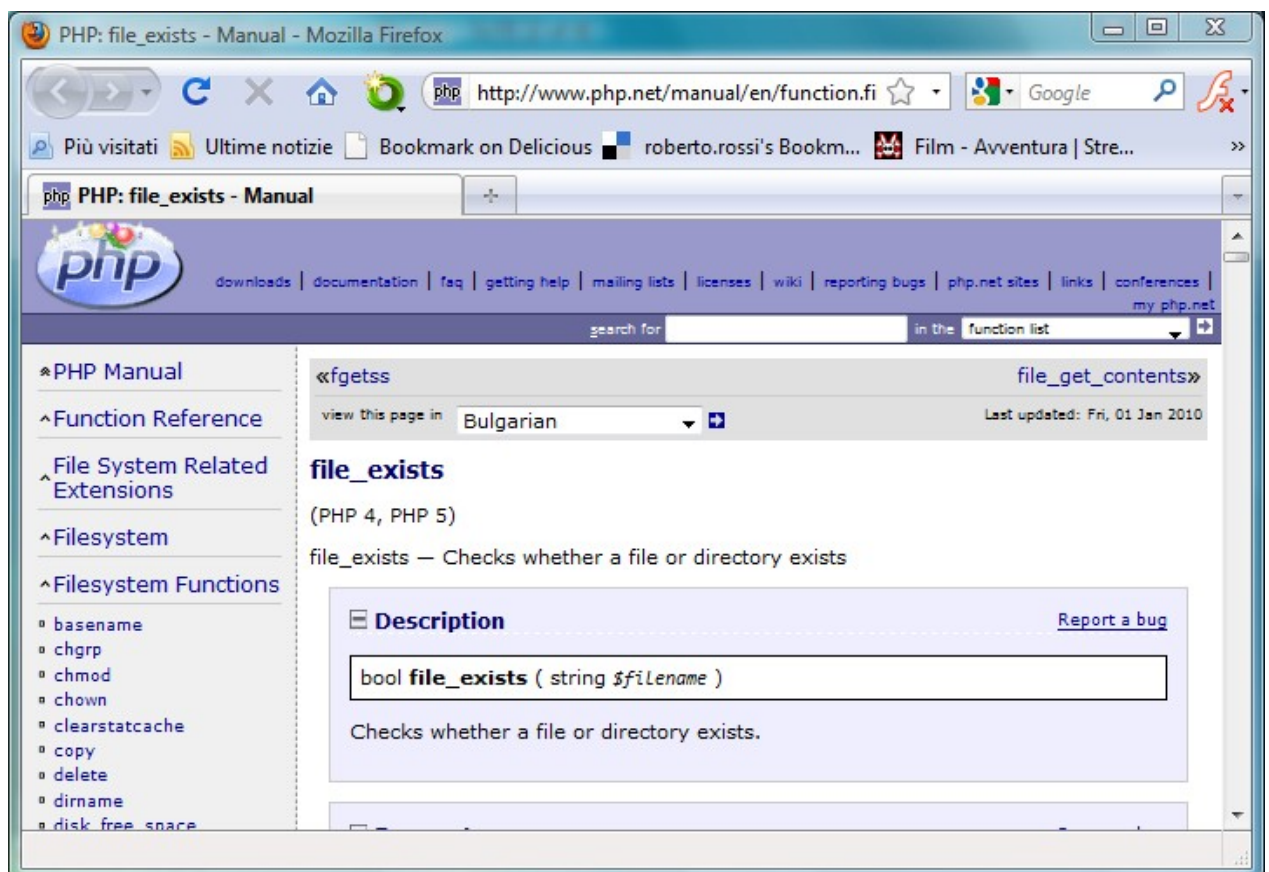 PHP: file_exists - Manual - Mozilla Firefox
php http://www.php.net/manual/en/function.fi Google
Più visitati Ultime notizie Bookmark on Delicious roberto.rossi's Bookm... Film - Avventura | Stre... »
php PHP: file_exists - Manual
php
downloads | documentation | faq | getting help | mailing lists | licenses | wiki | reporting bugs | php.net sites | links | conferences |
my php.net
search for in the function list
PHP Manual
Function Reference
File System Related
Extensions
Filesystem
Filesystem Functions
basename
chgrp
chmod
chown
clearstatcache
copy
delete
dirname
disk_free_space
«fgetss file_get_contents»
view this page in Bulgarian Last updated: Fri, 01 Jan 2010
file_exists
(PHP 4, PHP 5)
file_exists — Checks whether a file or directory exists
Description Report a bug
bool file_exists ( string $filename )
Checks whether a file or directory exists.